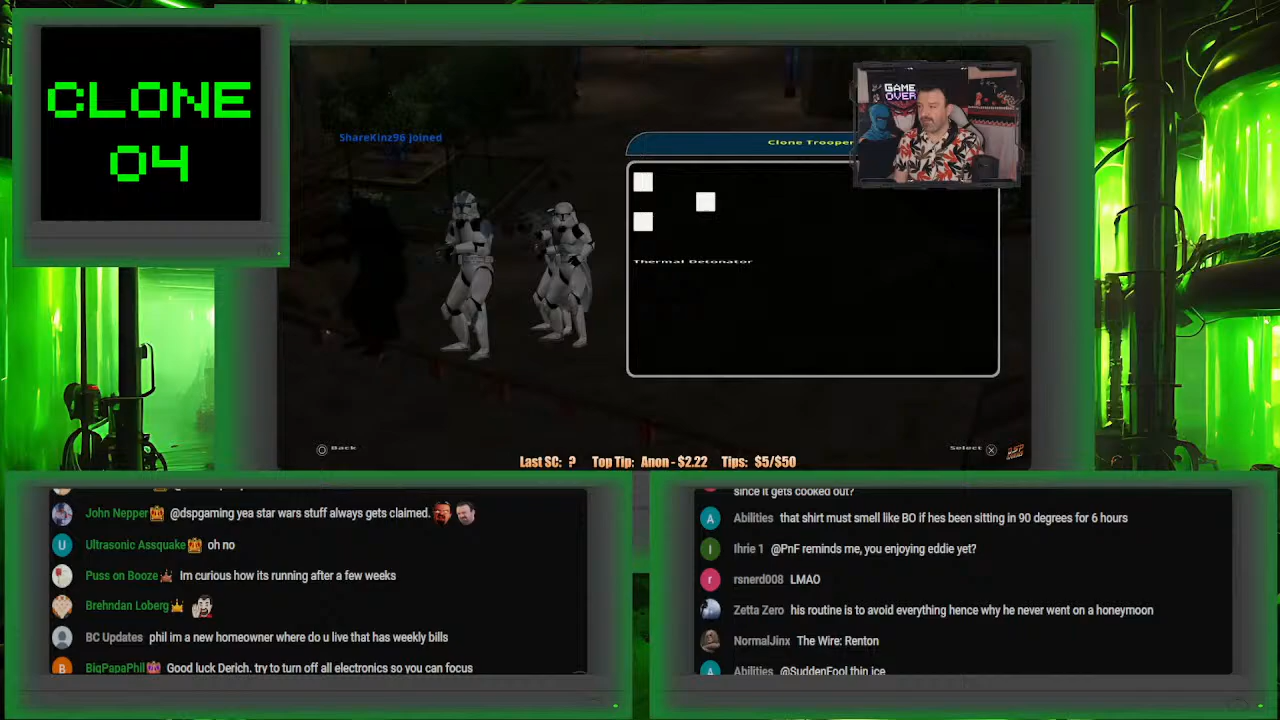 CLONE
04
GAME
OVER
ShareKinz96 joined
Clone Trooper
Thermal Detonator
Back
Select
Last SC: ? Top Tip: Anon - $2.22 Tips: $5/$50
John Nepper @dspgaming yea star wars stuff always gets claimed.
Ultrasonic Assquake oh no
Puss on Booze Im curious how its running after a few weeks
Brehndan Loberg
BC Updates phil im a new homeowner where do u live that has weekly bills
BigPapaPhil Good luck Derich. try to turn off all electronics so you can focus
since it gets cooked out?
Abilities that shirt must smell like BO if hes been sitting in 90 degrees for 6 hours
Ihrie 1 @PnF reminds me, you enjoying eddie yet?
rsnerd008 LMAO
Zetta Zero his routine is to avoid everything hence why he never went on a honeymoon
NormalJinx The Wire: Renton
Abilities @SuddenFool thin ice